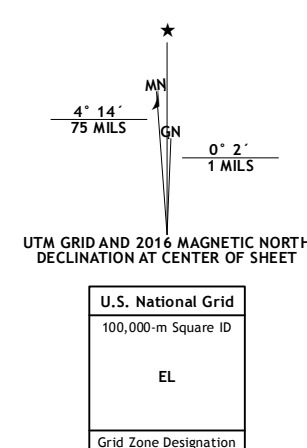 MN
GN
4° 14´
75 MILS
0° 2´
1 MILS
UTM GRID AND 2016 MAGNETIC NORTH
DECLINATION AT CENTER OF SHEET
U.S. National Grid
100,000-m Square ID
EL
Grid Zone Designation